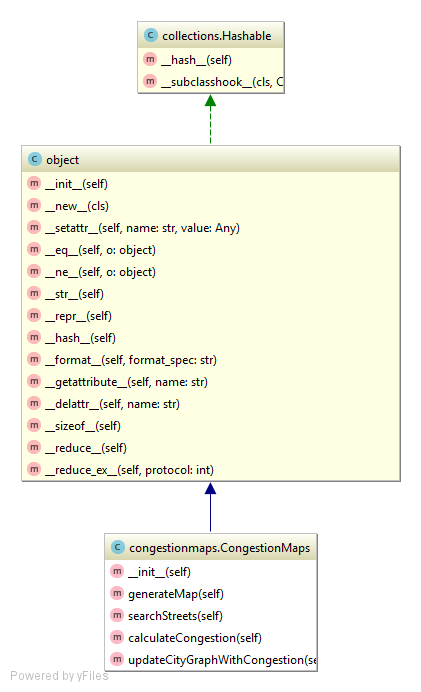 collections.Hashable
__hash__(self)
__subclasshook__(cls, C
object
__init__(self)
__new__(cls)
__setattr__(self, name: str, value: Any)
__eq__(self, o: object)
__ne__(self, o: object)
__str__(self)
__repr__(self)
__hash__(self)
__format__(self, format_spec: str)
__getattribute__(self, name: str)
__delattr__(self, name: str)
__sizeof__(self)
__reduce__(self)
__reduce_ex__(self, protocol: int)
congestionmaps.CongestionMaps
__init__(self)
generateMap(self)
searchStreets(self)
calculateCongestion(self)
updateCityGraphWithCongestion(se
Powered by yFiles